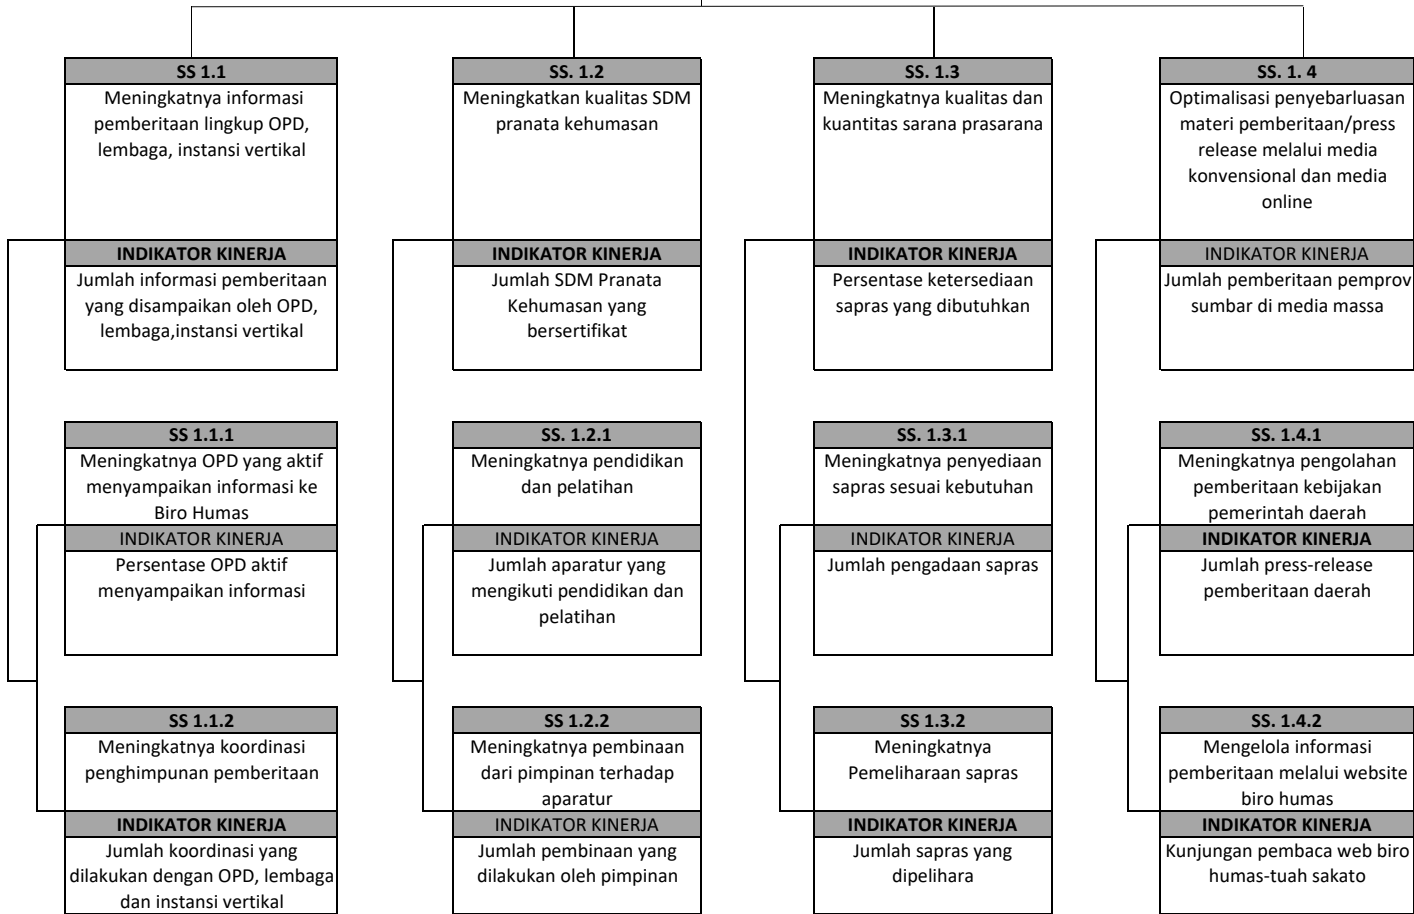 SS 1.1
Meningkatnya informasi
pemberitaan lingkup OPD,
lembaga, instansi vertikal
INDIKATOR KINERJA
Jumlah informasi pemberitaan
yang disampaikan oleh OPD,
lembaga,instansi vertikal
SS 1.1.1
Meningkatnya OPD yang aktif
menyampaikan informasi ke
Biro Humas
INDIKATOR KINERJA
Persentase OPD aktif
menyampaikan informasi
SS 1.1.2
Meningkatnya koordinasi
penghimpunan pemberitaan
INDIKATOR KINERJA
Jumlah koordinasi yang
dilakukan dengan OPD, lembaga
dan instansi vertikal
SS. 1.2
Meningkatkan kualitas SDM
pranata kehumasan
INDIKATOR KINERJA
Jumlah SDM Pranata
Kehumasan yang
bersertifikat
SS. 1.2.1
Meningkatnya pendidikan
dan pelatihan
INDIKATOR KINERJA
Jumlah aparatur yang
mengikuti pendidikan dan
pelatihan
SS 1.2.2
Meningkatnya pembinaan
dari pimpinan terhadap
aparatur
INDIKATOR KINERJA
Jumlah pembinaan yang
dilakukan oleh pimpinan
SS. 1.3
Meningkatnya kualitas dan
kuantitas sarana prasarana
INDIKATOR KINERJA
Persentase ketersediaan
sapras yang dibutuhkan
SS. 1.3.1
Meningkatnya penyediaan
sapras sesuai kebutuhan
INDIKATOR KINERJA
Jumlah pengadaan sapras
SS 1.3.2
Meningkatnya
Pemeliharaan sapras
INDIKATOR KINERJA
Jumlah sapras yang
dipelihara
SS. 1. 4
Optimalisasi penyebarluasan
materi pemberitaan/press
release melalui media
konvensional dan media
online
INDIKATOR KINERJA
Jumlah pemberitaan pemprov
sumbar di media massa
SS. 1.4.1
Meningkatnya pengolahan
pemberitaan kebijakan
pemerintah daerah
INDIKATOR KINERJA
Jumlah press-release
pemberitaan daerah
SS. 1.4.2
Mengelola informasi
pemberitaan melalui website
biro humas
INDIKATOR KINERJA
Kunjungan pembaca web biro
humas-tuah sakato